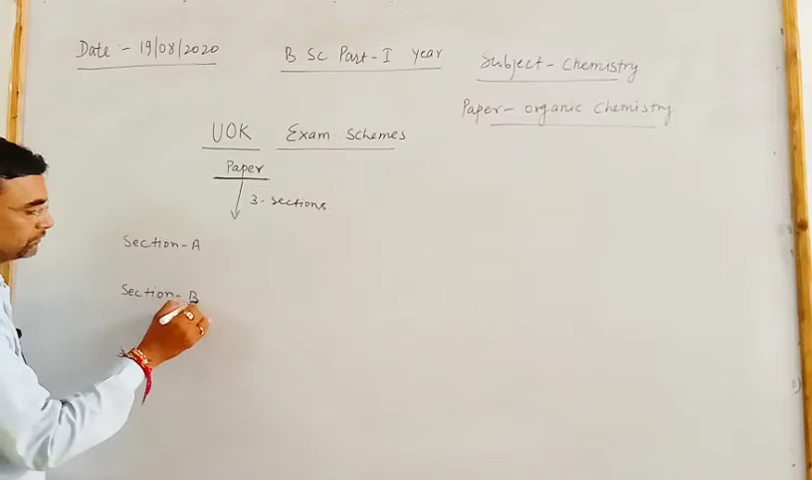 Date :- 19/08/2020
B Sc Part-I Year
Subject - Chemistry
Paper - organic Chemistry
UOK Exam Schemes
Paper
3-sections
Section-A
Section-B